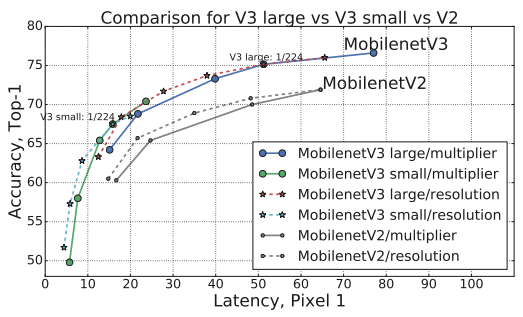 Comparison for V3 large vs V3 small vs V2
80
75
70
65
60
55
50
Accuracy, Top-1
MobilenetV3
V3 large: 1/224
MobilenetV2
V3 small: 1/224
MobilenetV3 large/multiplier
MobilenetV3 small/multiplier
MobilenetV3 large/resolution
MobilenetV3 small/resolution
MobilenetV2/multiplier
MobilenetV2/resolution
0 10 20 30 40 50 60 70 80 90 100
Latency, Pixel 1